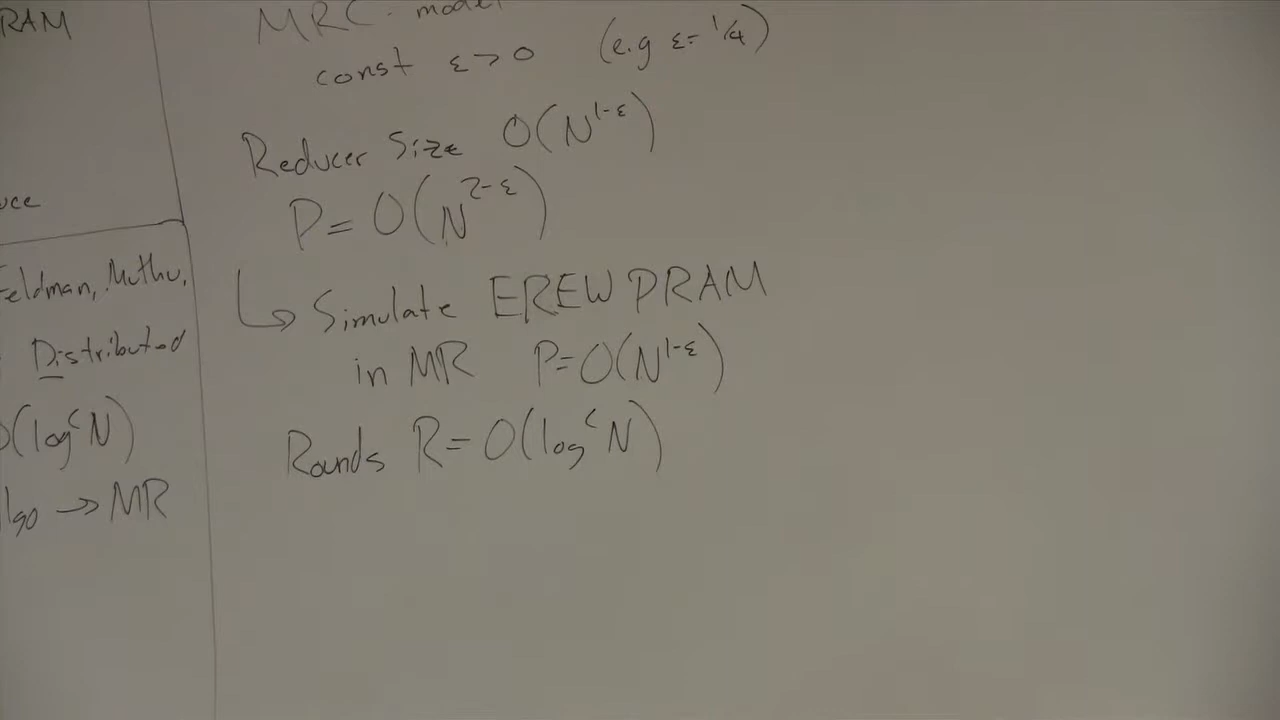 RAM
uce
eldman, Muthu,
Distributed
(log^c N)
lgo → MR
MRC model
const ε > 0 (e.g ε = 1/4)
Reducer Size O(N^{1-ε})
P = O(N^{2-ε})
↳ Simulate EREW PRAM
in MR P = O(N^{1-ε})
Rounds R = O(log^c N)